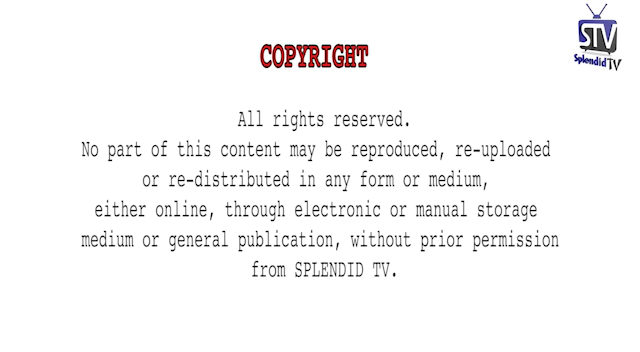 STV
Splendid TV
COPYRIGHT
All rights reserved.
No part of this content may be reproduced, re-uploaded
or re-distributed in any form or medium,
either online, through electronic or manual storage
medium or general publication, without prior permission
from SPLENDID TV.